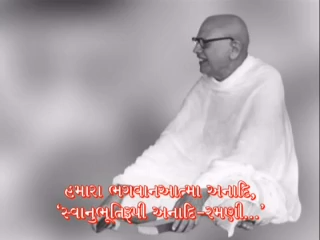 હમારા ભગવાનઆત્મા અનાદિ,
‘સ્વાનુભૂતિરૂપી અનાદિ-રમણી...’